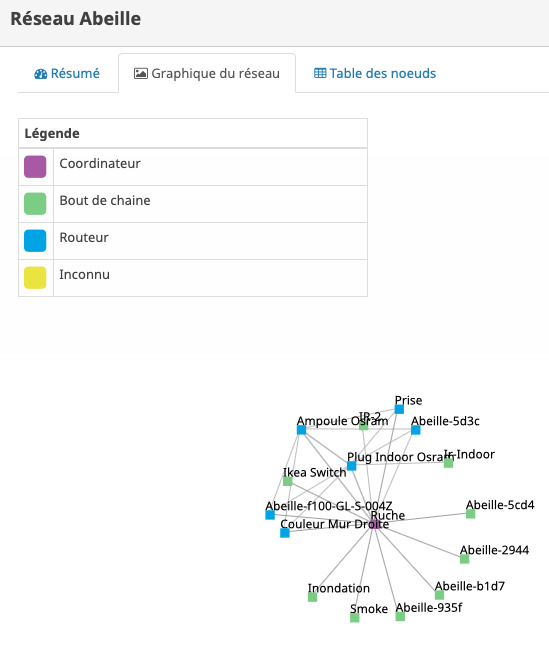 Réseau Abeille
Résumé
Graphique du réseau
Table des noeuds
Légende
Coordinateur
Bout de chaine
Routeur
Inconnu
Prise
IR-2
Ampoule Osram
Abeille-5d3c
Plug Indoor Osram
Ir-Indoor
Ikea Switch
Abeille-f100-GL-S-004Z
Abeille-5cd4
Ruche
Couleur Mur Droite
Abeille-2944
Inondation
Abeille-b1d7
Smoke
Abeille-935f